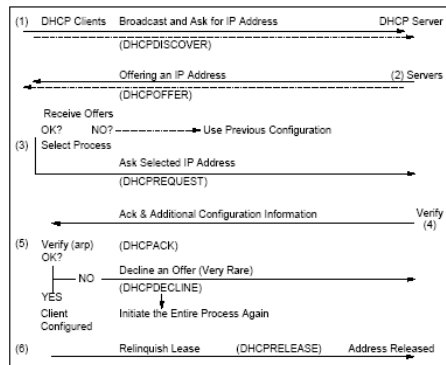 (1) DHCP Clients Broadcast and Ask for IP Address DHCP Server
(DHCPDISCOVER)
Offering an IP Address (2) Servers
(DHCPOFFER)
Receive Offers
OK? NO? Use Previous Configuration
(3) Select Process
Ask Selected IP Address
(DHCPREQUEST)
Ack & Additional Configuration Information Verify
(4)
(5) Verify (arp) (DHCPACK)
OK?
NO Decline an Offer (Very Rare)
(DHCPDECLINE)
YES
Client Initiate the Entire Process Again
Configured
(6) Relinquish Lease (DHCPRELEASE) Address Released